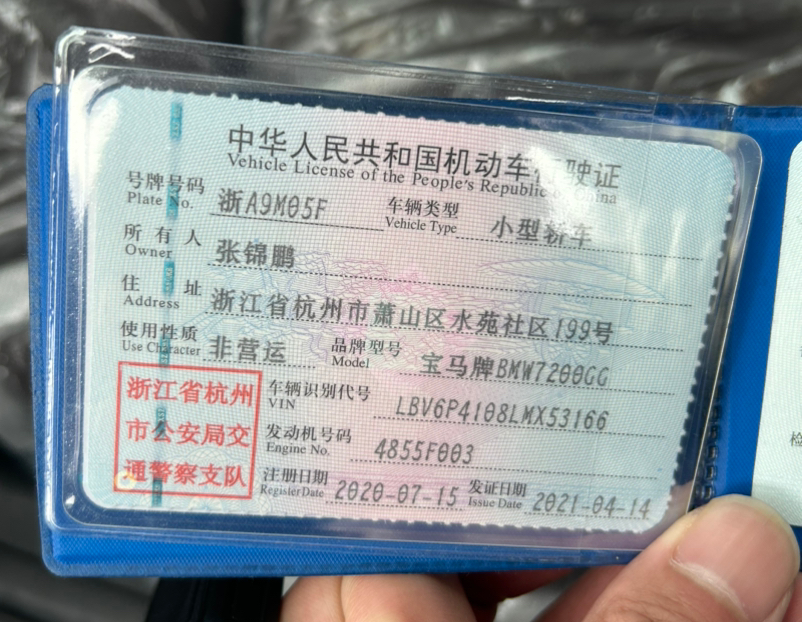 中华人民共和国机动车行驶证
Vehicle License of the People's Republic of China
号牌号码 浙A9M05F 车辆类型 小型轿车
Plate No. Vehicle Type
所有人 张锦鹏
Owner
住址 浙江省杭州市萧山区水苑社区199号
Address
使用性质 非营运 品牌型号 宝马牌BMW7200GG
Use Character Model
浙江省杭州
市公安局交
通警察支队
车辆识别代号 LBV6P4108LMX53166
VIN
发动机号码 4855F003
Engine No.
注册日期 2020-07-15 发证日期 2021-04-14
Register Date Issue Date
检